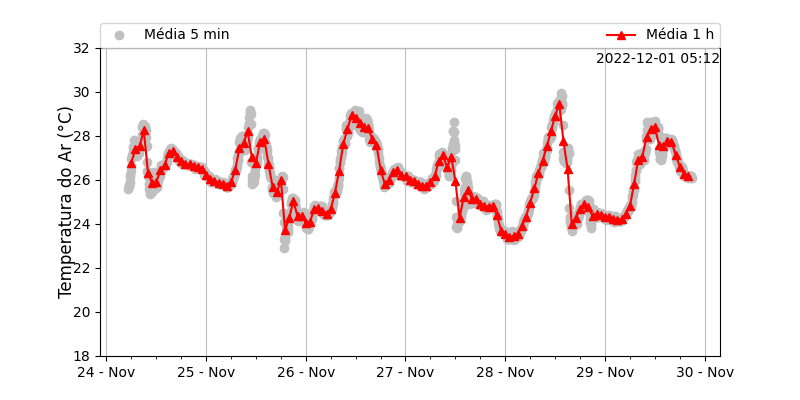 Média 5 min
Média 1 h
2022-12-01 05:12
Temperatura do Ar (°C)
32
30
28
26
24
22
20
18
24 - Nov
25 - Nov
26 - Nov
27 - Nov
28 - Nov
29 - Nov
30 - Nov